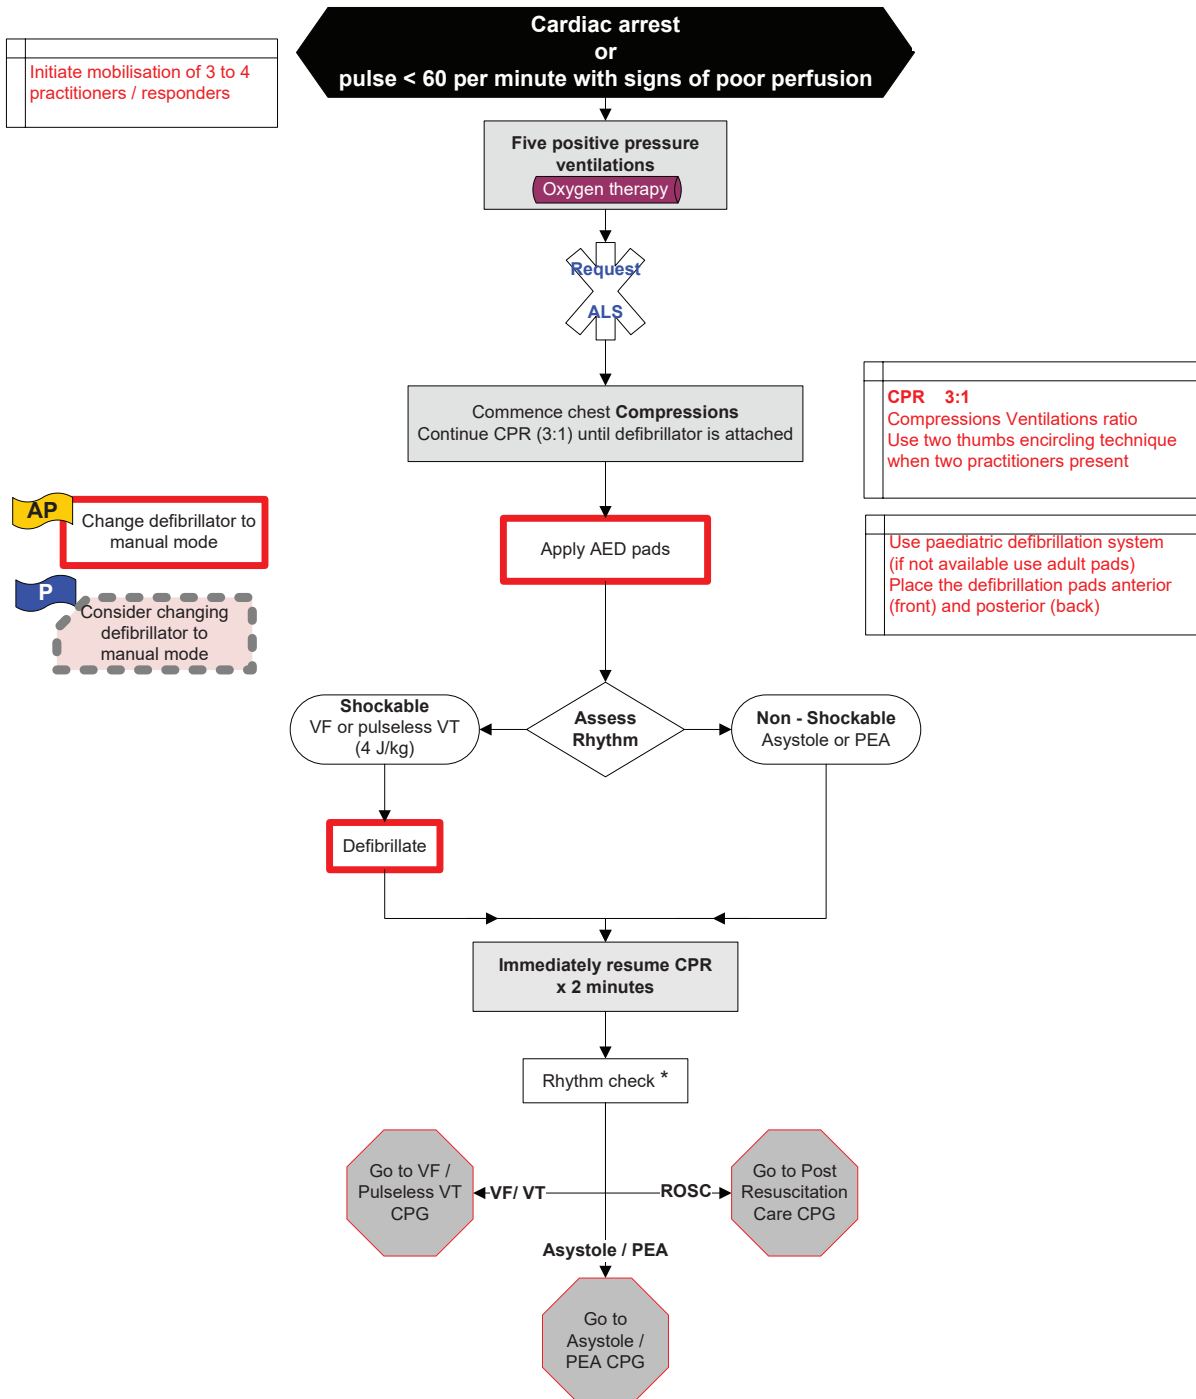 Cardiac arrest
or
pulse < 60 per minute with signs of poor perfusion
Initiate mobilisation of 3 to 4
practitioners / responders
Five positive pressure
ventilations
Oxygen therapy
Request
ALS
Commence chest Compressions
Continue CPR (3:1) until defibrillator is attached
CPR 3:1
Compressions Ventilations ratio
Use two thumbs encircling technique
when two practitioners present
AP
Change defibrillator to
manual mode
Apply AED pads
Use paediatric defibrillation system
(if not available use adult pads)
Place the defibrillation pads anterior
(front) and posterior (back)
P
Consider changing
defibrillator to
manual mode
Shockable
VF or pulseless VT
(4 J/kg)
Assess
Rhythm
Non - Shockable
Asystole or PEA
Defibrillate
Immediately resume CPR
x 2 minutes
Rhythm check *
Go to VF /
Pulseless VT
CPG
VF/ VT
ROSC
Go to Post
Resuscitation
Care CPG
Asystole / PEA
Go to
Asystole /
PEA CPG